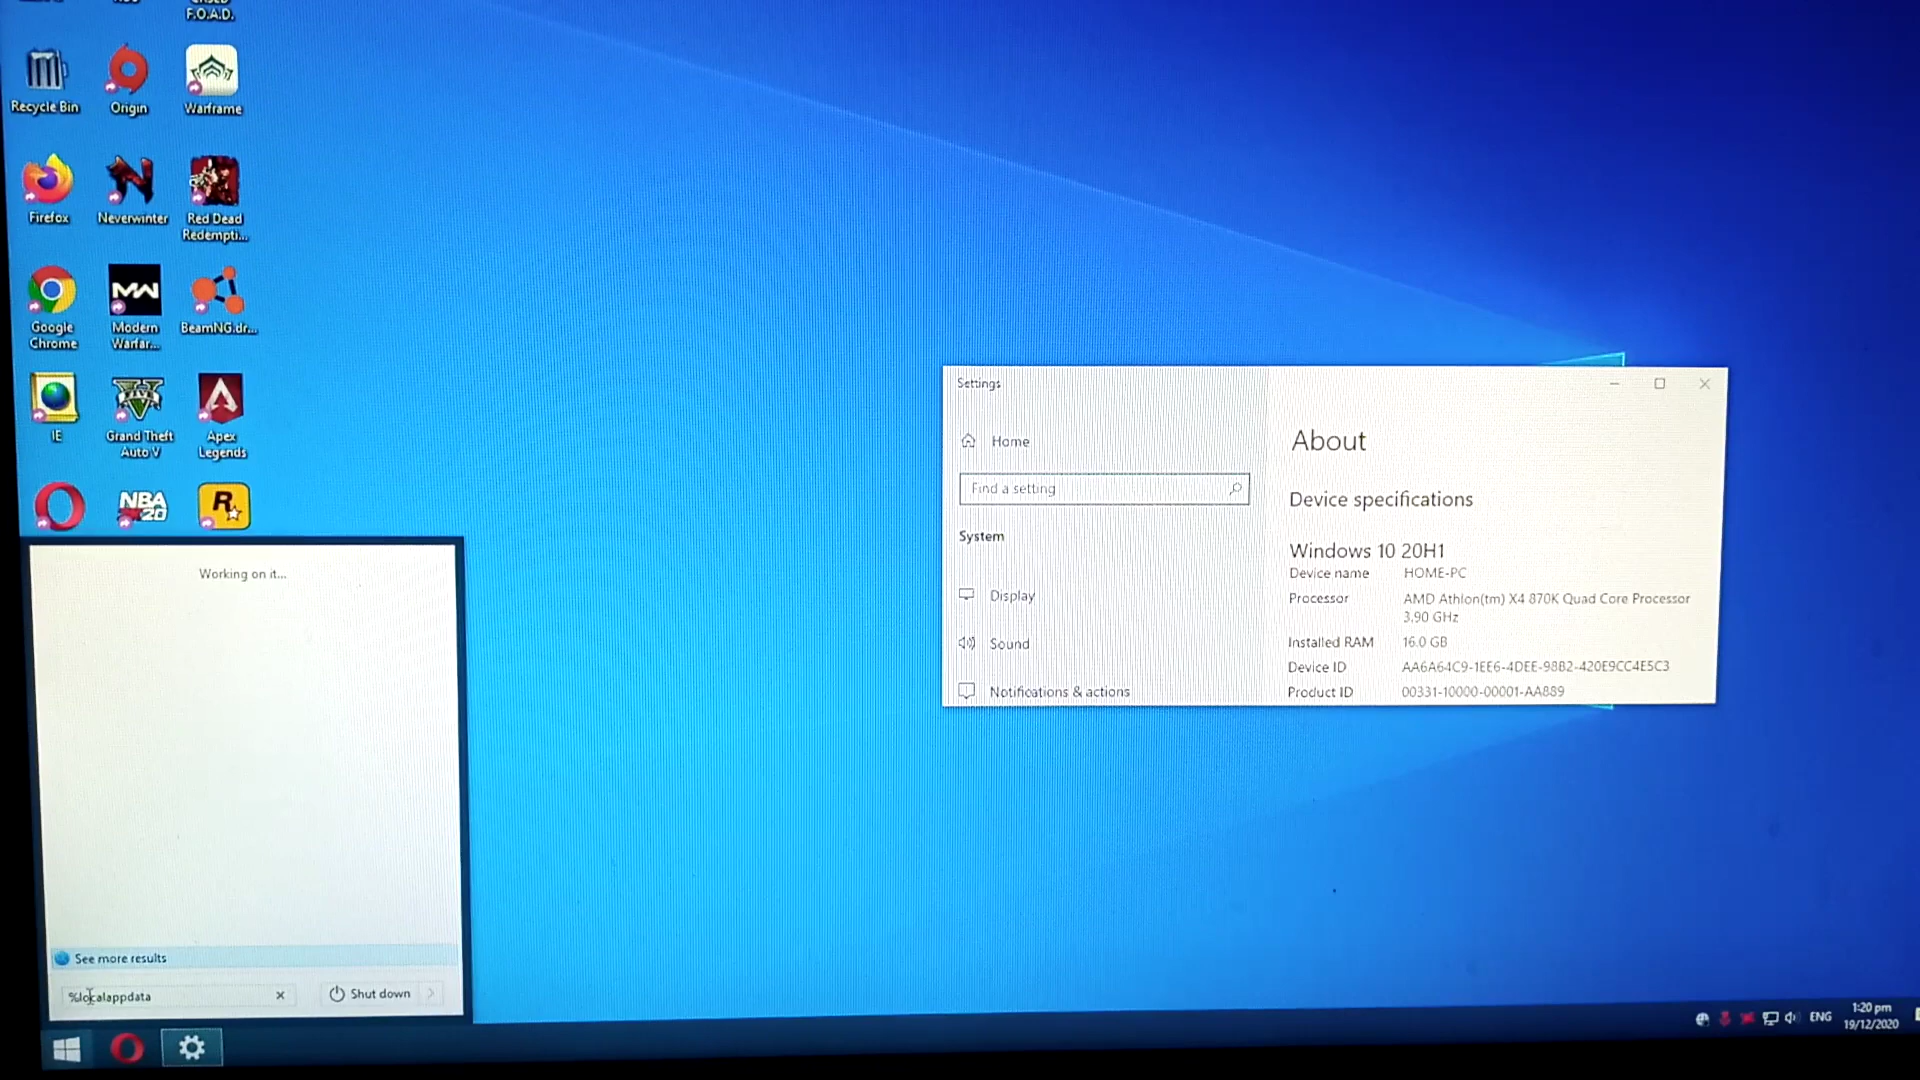 F.O.A.D.
Recycle Bin
Origin
Warframe
Firefox
Neverwinter
Red Dead
Redempti...
Google
Chrome
MW
Modern
Warfar...
BeamNG.dr...
IE
FIVE
Grand Theft
Auto V
Apex
Legends
NBA
2K20
R
Working on it...
See more results
%localappdata
Shut down
Settings
Home
Find a setting
System
Display
Sound
Notifications & actions
About
Device specifications
Windows 10 20H1
Device name HOME-PC
Processor AMD Athlon(tm) X4 870K Quad Core Processor
3.90 GHz
Installed RAM 16.0 GB
Device ID AA6A64C9-1EE6-4DEE-98B2-420E9CC4E5C3
Product ID 00331-10000-00001-AA889
ENG
1:20 pm
19/12/2020